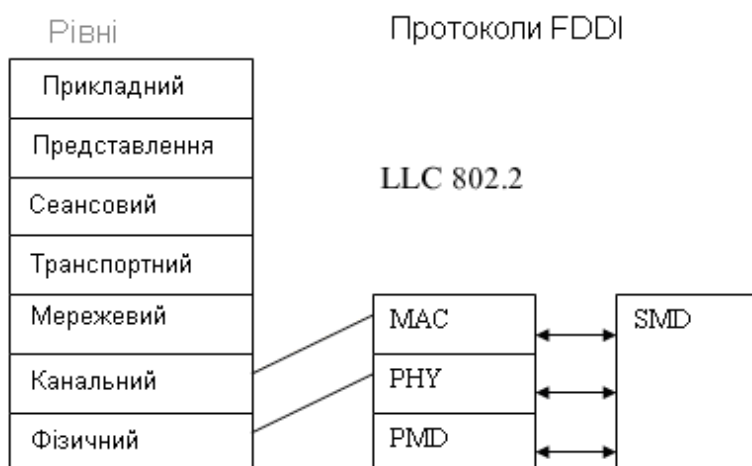 Рівні
Протоколи FDDI
Прикладний
Представлення
LLC 802.2
Сеансовий
Транспортний
Мережевий
MAC
SMD
Канальний
PHY
Фізичний
PMD